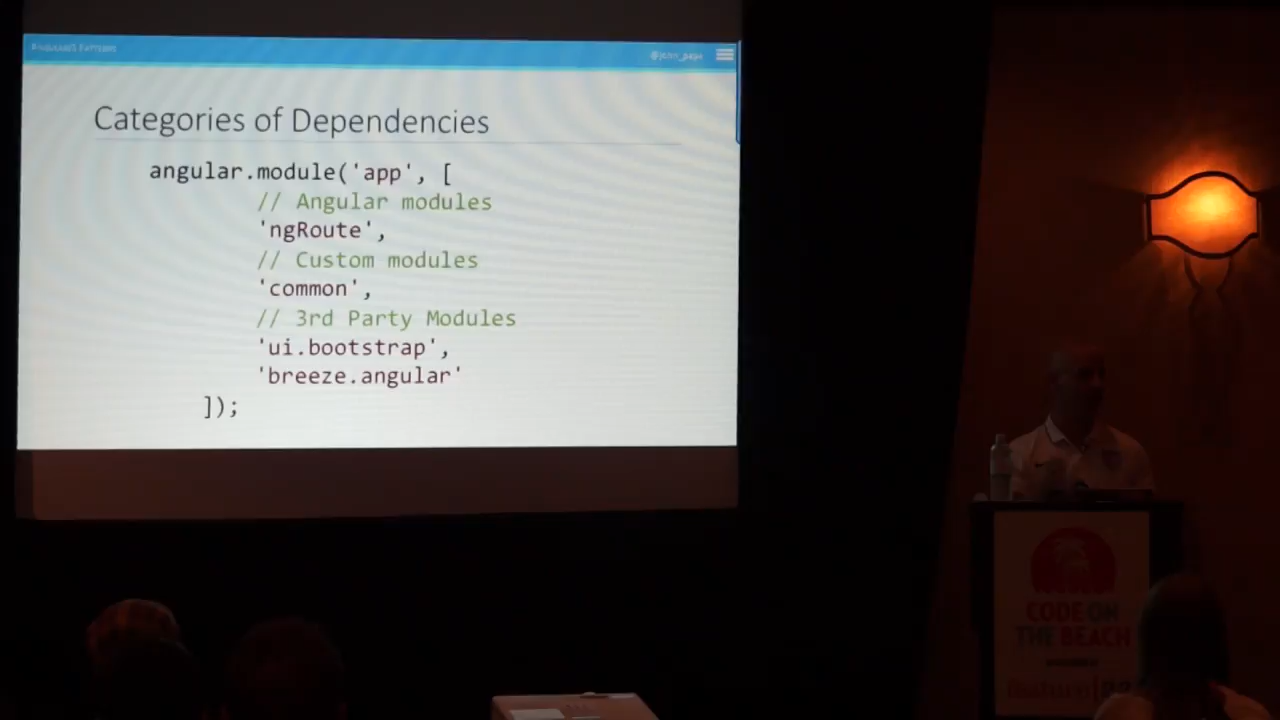 @john_papa
Categories of Dependencies
angular.module('app', [
// Angular modules
'ngRoute',
// Custom modules
'common',
// 3rd Party Modules
'ui.bootstrap',
'breeze.angular'
]);
CODE ON
THE BEACH